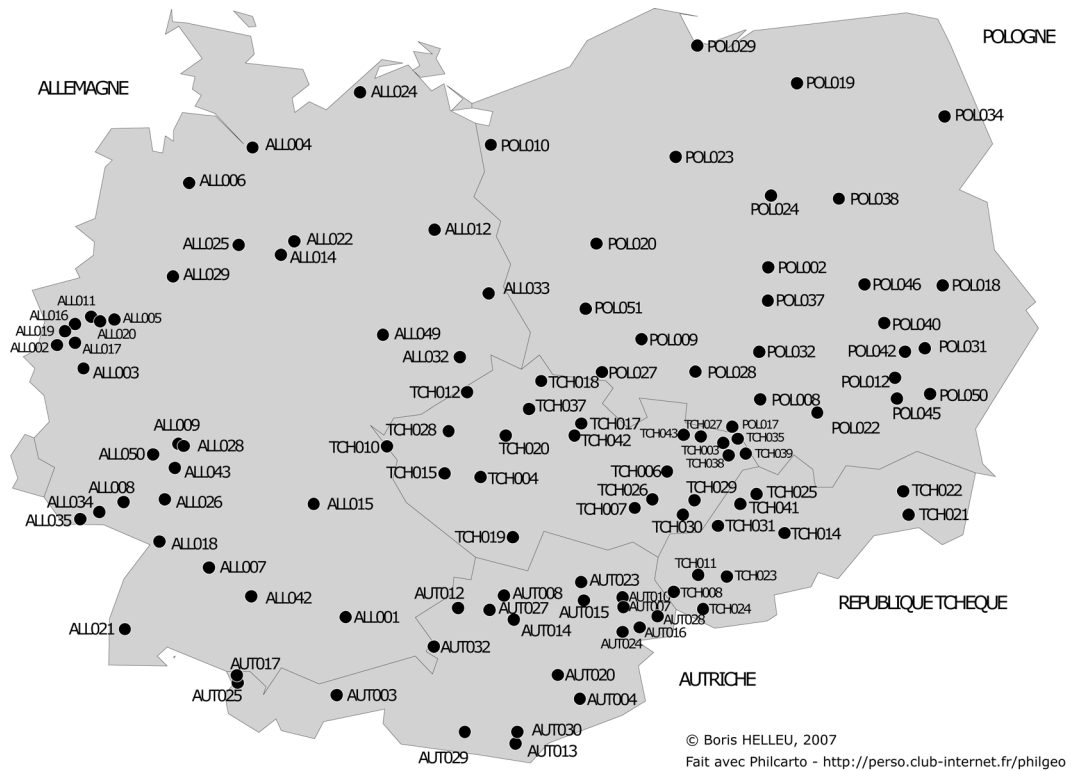 POLOGNE
POL029
ALLEMAGNE
POL019
ALL024
POL034
ALL004
POL010
POL023
ALL006
POL038
POL024
ALL012
ALL022
ALL025
POL020
ALL014
POL002
ALL029
POL046
POL018
ALL033
ALL011
POL037
POL051
ALL016
ALL005
POL040
ALL019
ALL020
ALL049
POL009
ALL002
ALL017
POL031
POL042
POL032
ALL032
ALL003
POL027
POL028
TCH018
POL012
TCH012
POL050
POL008
POL045
TCH037
POL022
ALL009
TCH017
TCH027
POL017
TCH028
TCH043
TCH035
TCH042
ALL028
TCH010
TCH020
TCH003
ALL050
TCH039
TCH038
ALL043
TCH015
TCH006
TCH004
ALL008
TCH022
TCH025
TCH026
TCH029
ALL034
ALL026
ALL015
TCH007
TCH041
TCH021
ALL035
TCH030
TCH031
TCH019
TCH014
ALL018
TCH011
ALL007
TCH023
AUT023
AUT012
AUT008
TCH008
ALL042
AUT010
REPUBLIQUE TCHEQUE
AUT027
AUT015
AUT007
TCH024
ALL001
AUT028
AUT014
ALL021
AUT016
AUT024
AUT032
AUT017
AUT020
AUTRICHE
AUT025
AUT003
AUT004
AUT030
AUT029
AUT013
© Boris HELLEU, 2007
Fait avec Philcarto - http://perso.club-internet.fr/philgeo